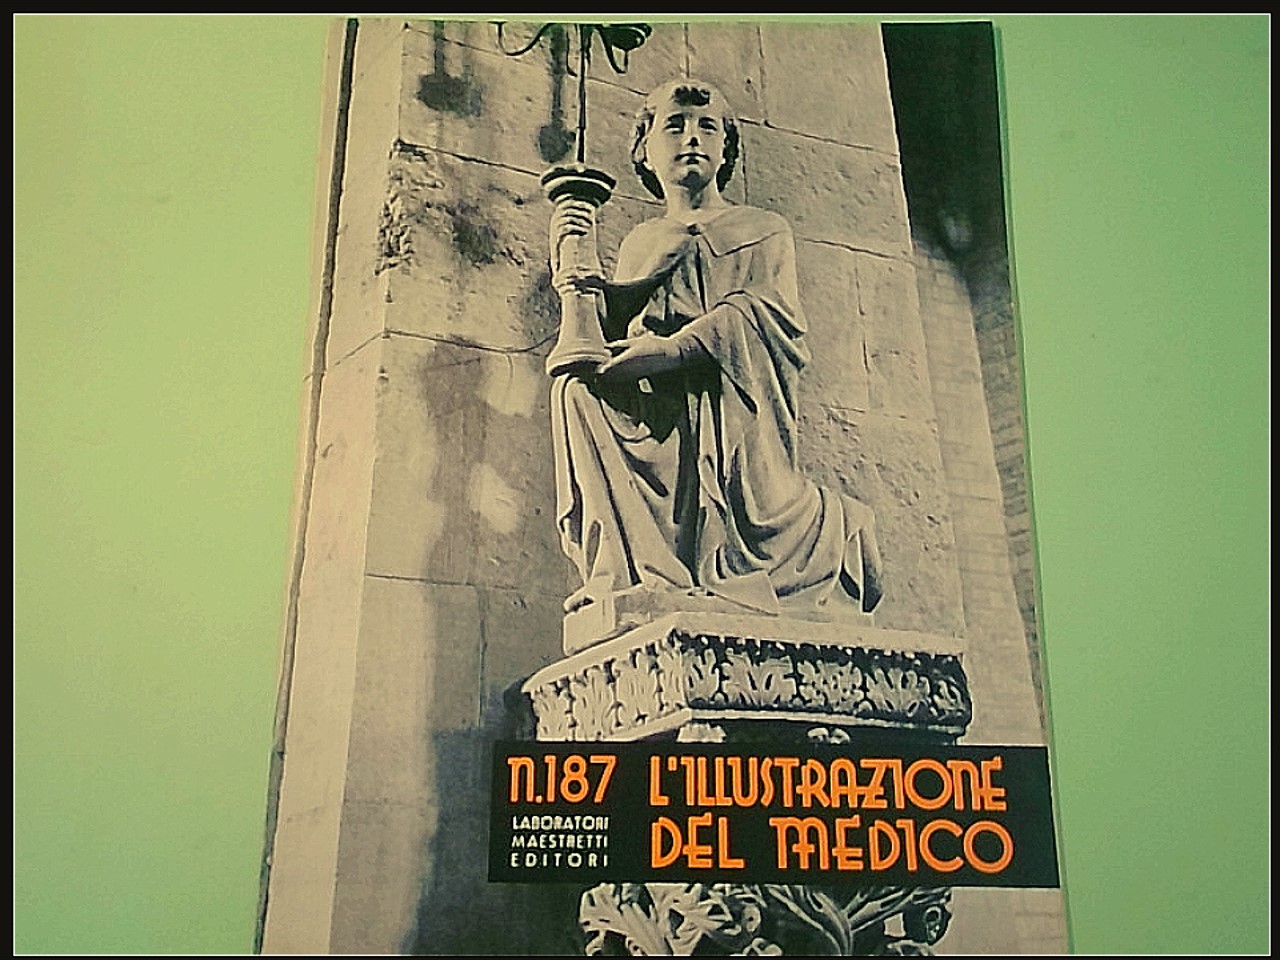 n.187
LABORATORI
MAESTRETTI
EDITORI
L'ILLUSTRAZIONE
DEL MEDICO